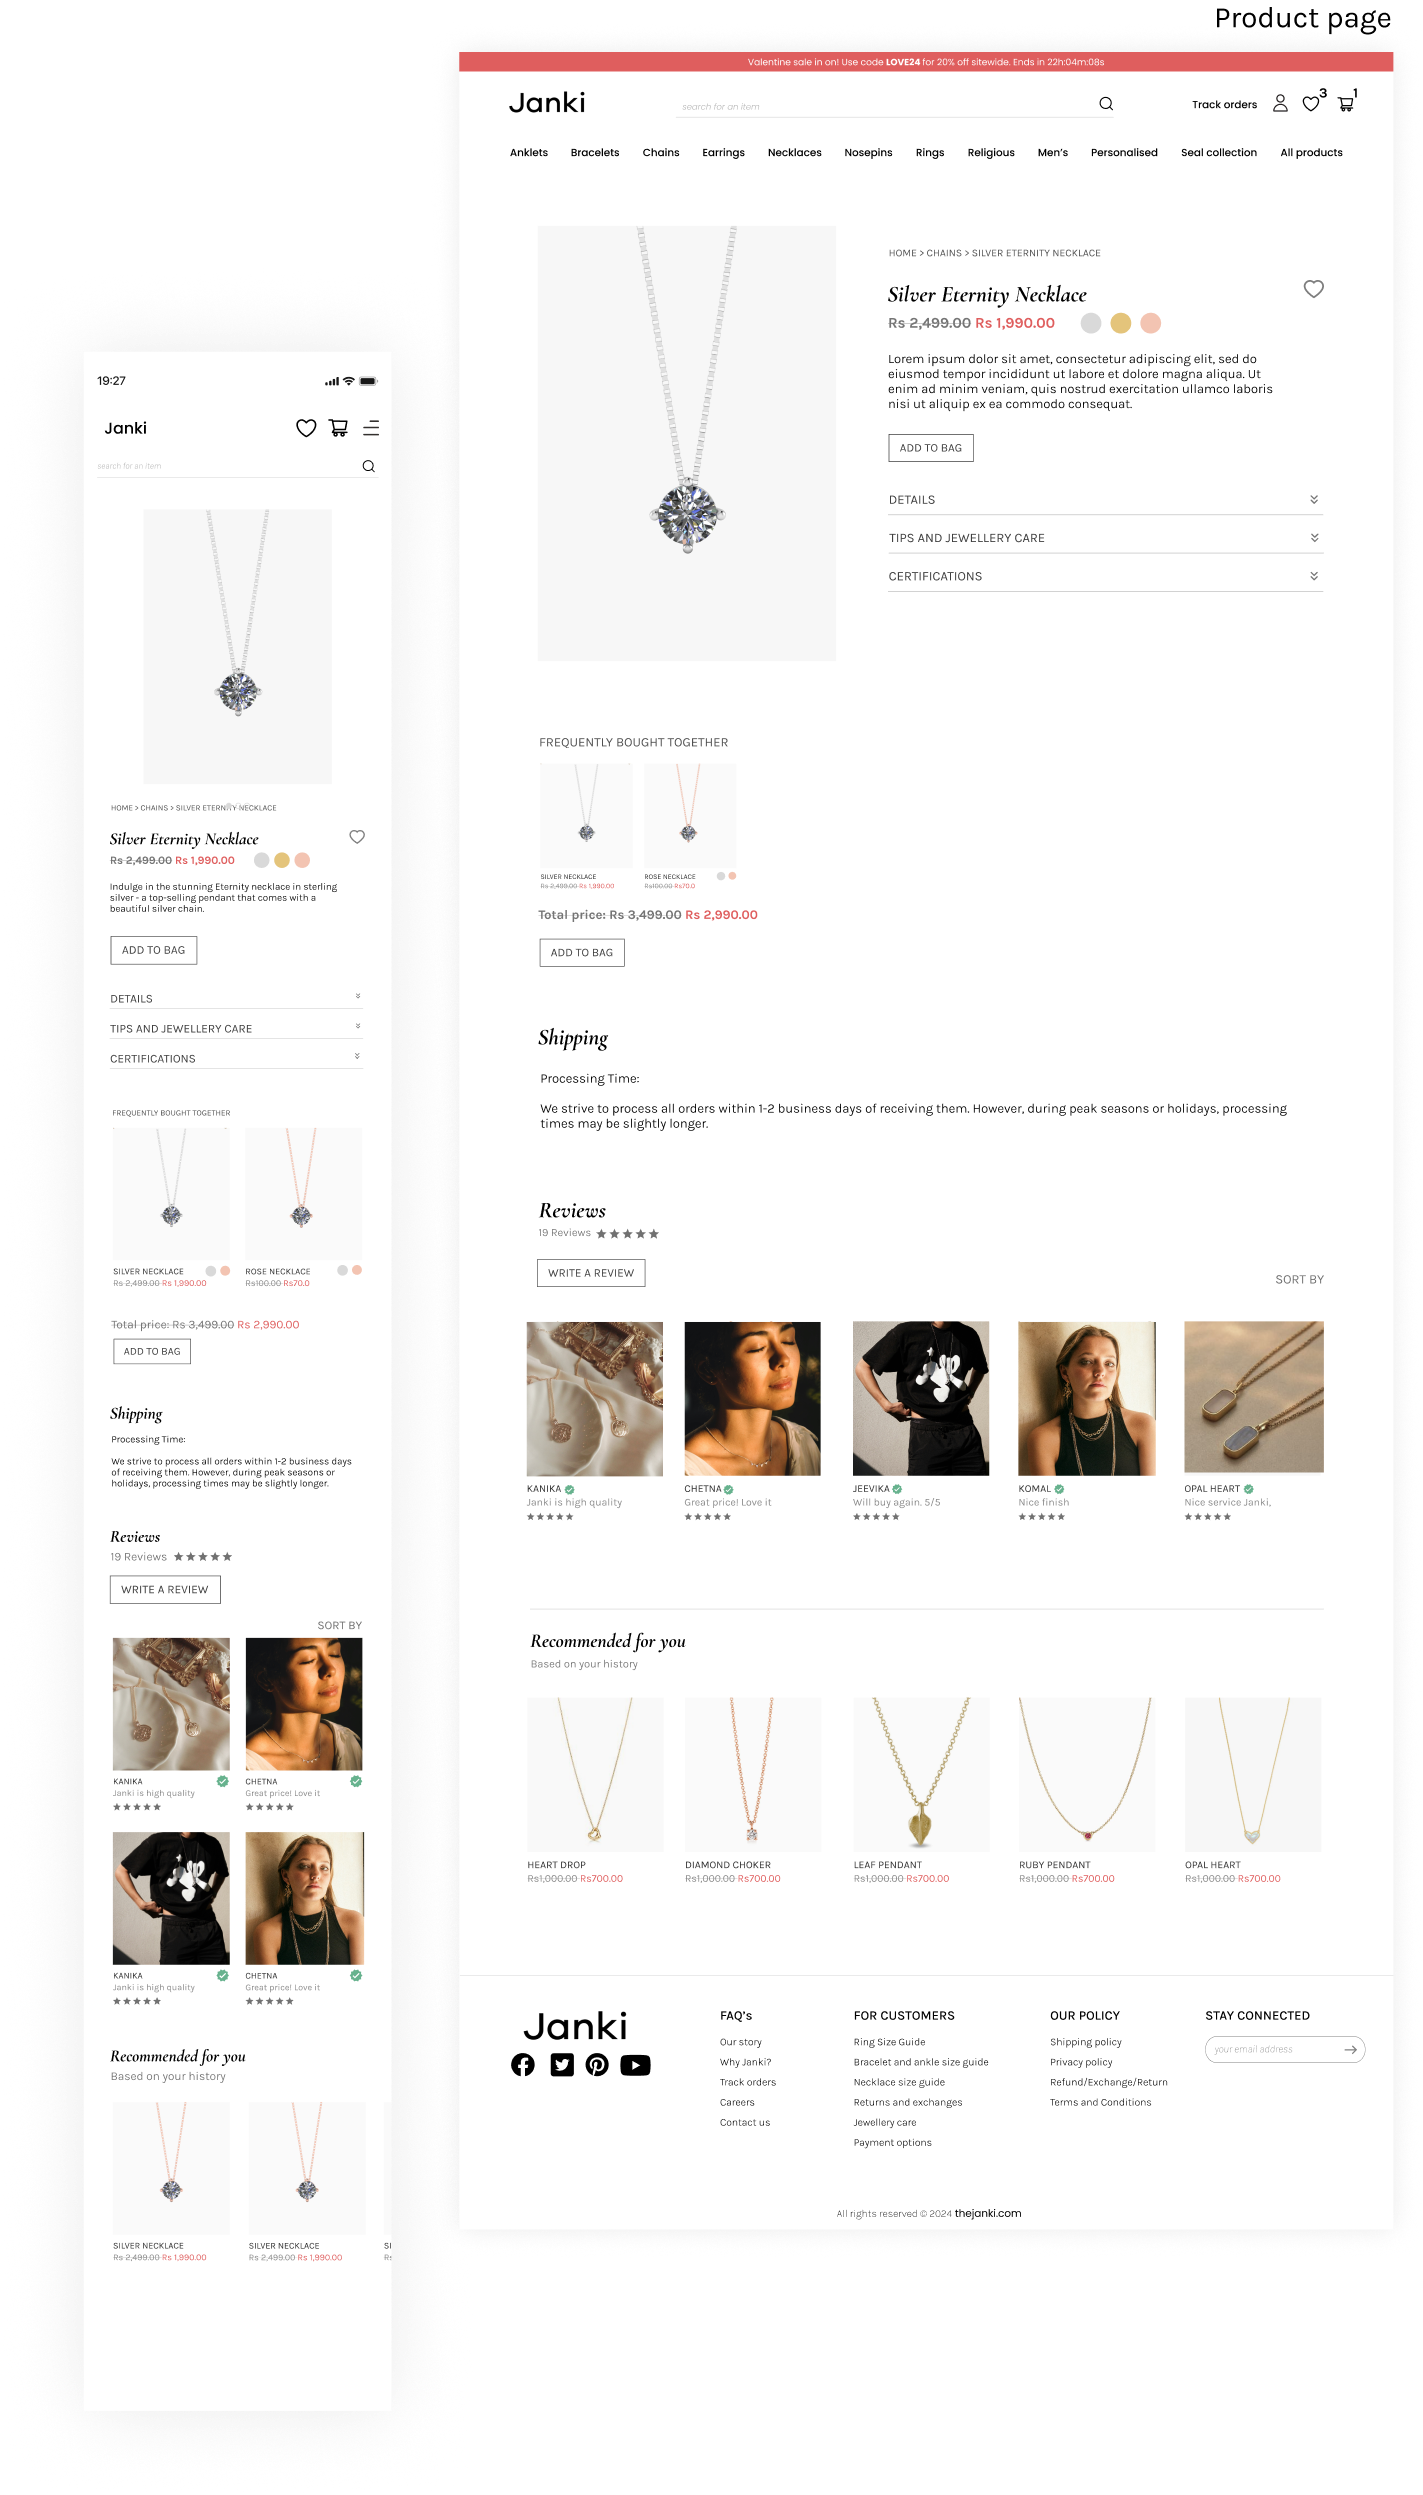 Product page
19:27
Janki
search for an item
HOME > CHAINS > SILVER ETERNITY NECKLACE
Silver Eternity Necklace
Rs 2,499.00 Rs 1,990.00
Indulge in the stunning Eternity necklace in sterling
silver - a top-selling pendant that comes with a
beautiful silver chain.
ADD TO BAG
DETAILS
TIPS AND JEWELLERY CARE
CERTIFICATIONS
FREQUENTLY BOUGHT TOGETHER
SILVER NECKLACE
Rs 2,499.00 Rs 1,990.00
ROSE NECKLACE
Rs100.00 Rs70.0
Total price: Rs 3,499.00 Rs 2,990.00
ADD TO BAG
Shipping
Processing Time:
We strive to process all orders within 1-2 business days
of receiving them. However, during peak seasons or
holidays, processing times may be slightly longer.
Reviews
19 Reviews
WRITE A REVIEW
SORT BY
KANIKA
Janki is high quality
CHETNA
Great price! Love it
KANIKA
Janki is high quality
CHETNA
Great price! Love it
Recommended for you
Based on your history
SILVER NECKLACE
Rs 2,499.00 Rs 1,990.00
SILVER NECKLACE
Rs 2,499.00 Rs 1,990.00
SI
Rs
Valentine sale in on! Use code LOVE24 for 20% off sitewide. Ends in 22h:04m:08s
Janki
search for an item
Track orders
3
1
Anklets Bracelets Chains Earrings Necklaces Nosepins Rings Religious Men's Personalised Seal collection All products
HOME > CHAINS > SILVER ETERNITY NECKLACE
Silver Eternity Necklace
Rs 2,499.00 Rs 1,990.00
Lorem ipsum dolor sit amet, consectetur adipiscing elit, sed do
eiusmod tempor incididunt ut labore et dolore magna aliqua. Ut
enim ad minim veniam, quis nostrud exercitation ullamco laboris
nisi ut aliquip ex ea commodo consequat.
ADD TO BAG
DETAILS
TIPS AND JEWELLERY CARE
CERTIFICATIONS
FREQUENTLY BOUGHT TOGETHER
SILVER NECKLACE
Rs 2,499.00 Rs 1,990.00
ROSE NECKLACE
Rs100.00 Rs70.0
Total price: Rs 3,499.00 Rs 2,990.00
ADD TO BAG
Shipping
Processing Time:
We strive to process all orders within 1-2 business days of receiving them. However, during peak seasons or holidays, processing
times may be slightly longer.
Reviews
19 Reviews
WRITE A REVIEW
SORT BY
KANIKA
Janki is high quality
CHETNA
Great price! Love it
JEEVIKA
Will buy again. 5/5
KOMAL
Nice finish
OPAL HEART
Nice service Janki,
Recommended for you
Based on your history
HEART DROP
Rs1,000.00 Rs700.00
DIAMOND CHOKER
Rs1,000.00 Rs700.00
LEAF PENDANT
Rs1,000.00 Rs700.00
RUBY PENDANT
Rs1,000.00 Rs700.00
OPAL HEART
Rs1,000.00 Rs700.00
Janki
FAQ's
Our story
Why Janki?
Track orders
Careers
Contact us
FOR CUSTOMERS
Ring Size Guide
Bracelet and ankle size guide
Necklace size guide
Returns and exchanges
Jewellery care
Payment options
OUR POLICY
Shipping policy
Privacy policy
Refund/Exchange/Return
Terms and Conditions
STAY CONNECTED
your email address
All rights reserved © 2024 thejanki.com